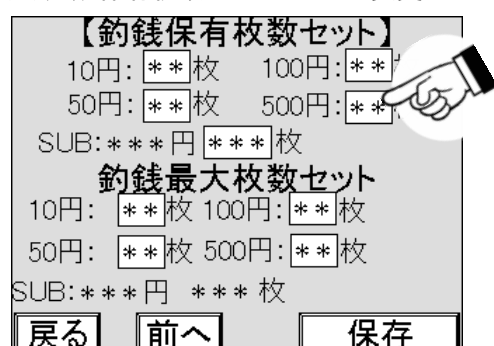 【釣銭保有枚数セット】
10円：**枚 100円：**
50円：**枚 500円：**
SUB：***円 ***枚
釣銭最大枚数セット
10円： **枚 100円：**枚
50円： **枚 500円：**枚
SUB：***円 ***枚
戻る 前へ 保存